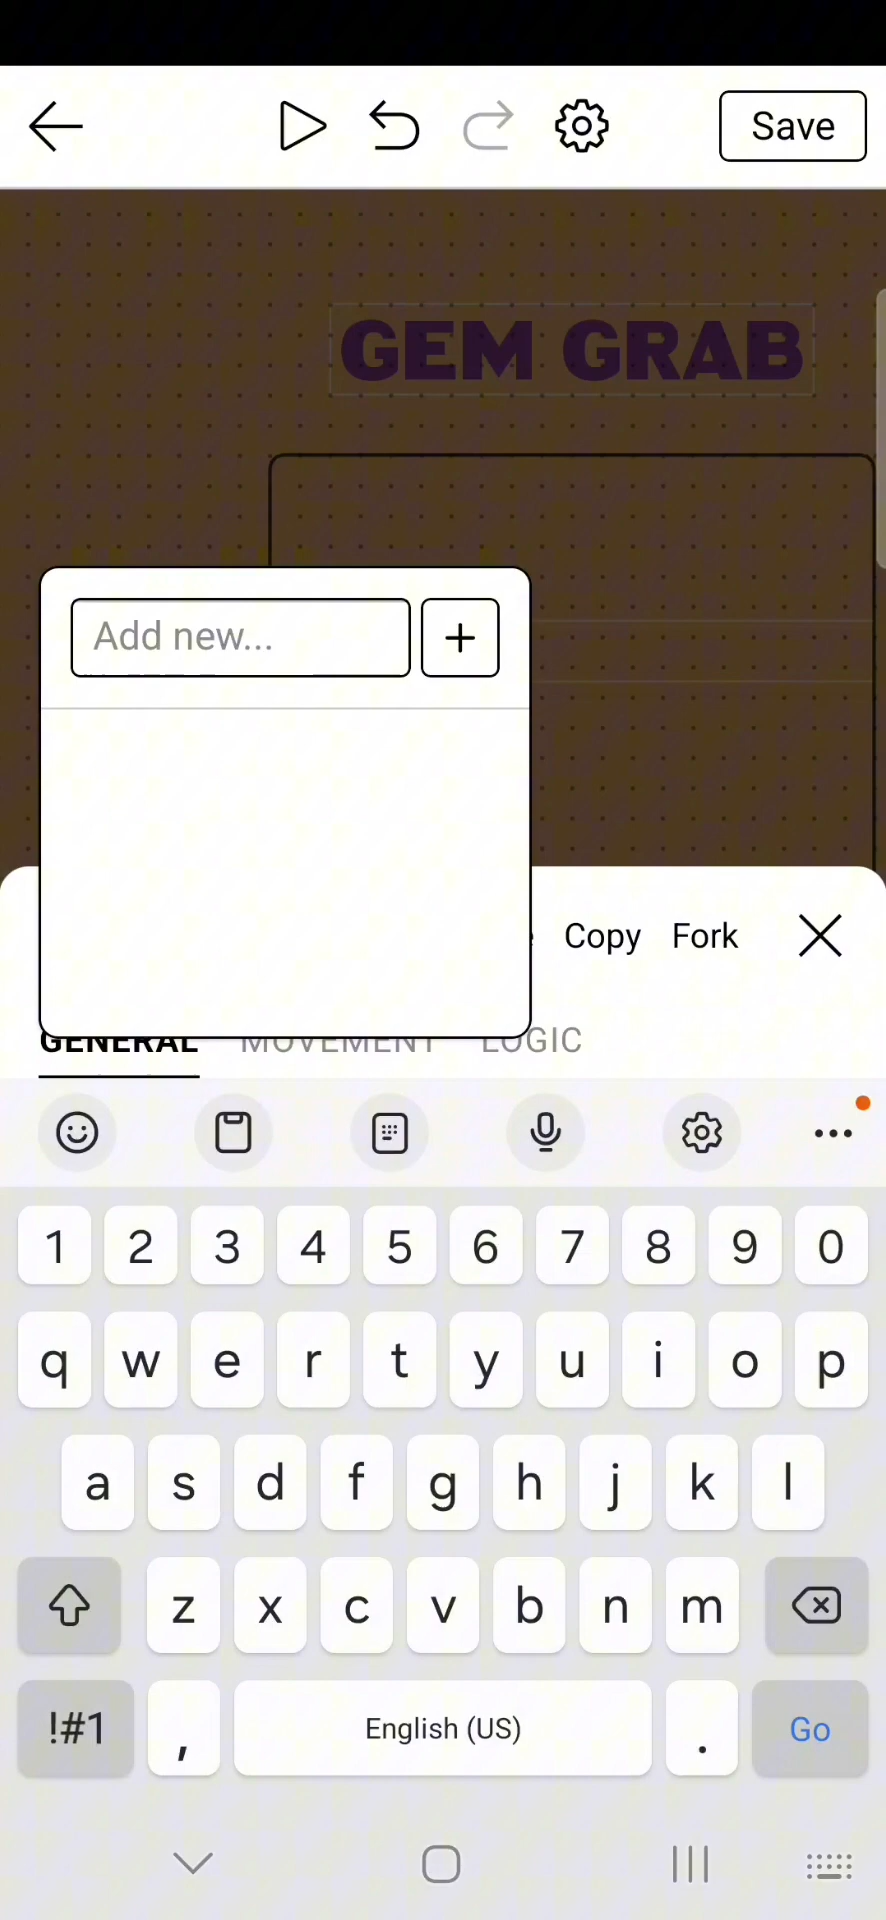 Save
GEM GRAB
Add new...
Copy Fork
GENERAL MOVEMENT LOGIC
1 2 3 4 5 6 7 8 9 0
q w e r t y u i o p
a s d f g h j k l
z x c v b n m
!#1 , English (US) . Go